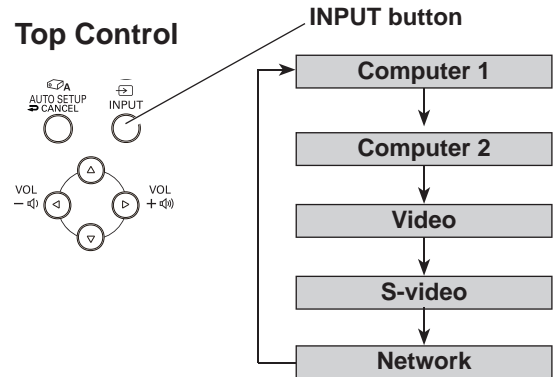 INPUT button
Top Control
A
AUTO SETUP
CANCEL
INPUT
VOL
−
VOL
+
Computer 1
Computer 2
Video
S-video
Network